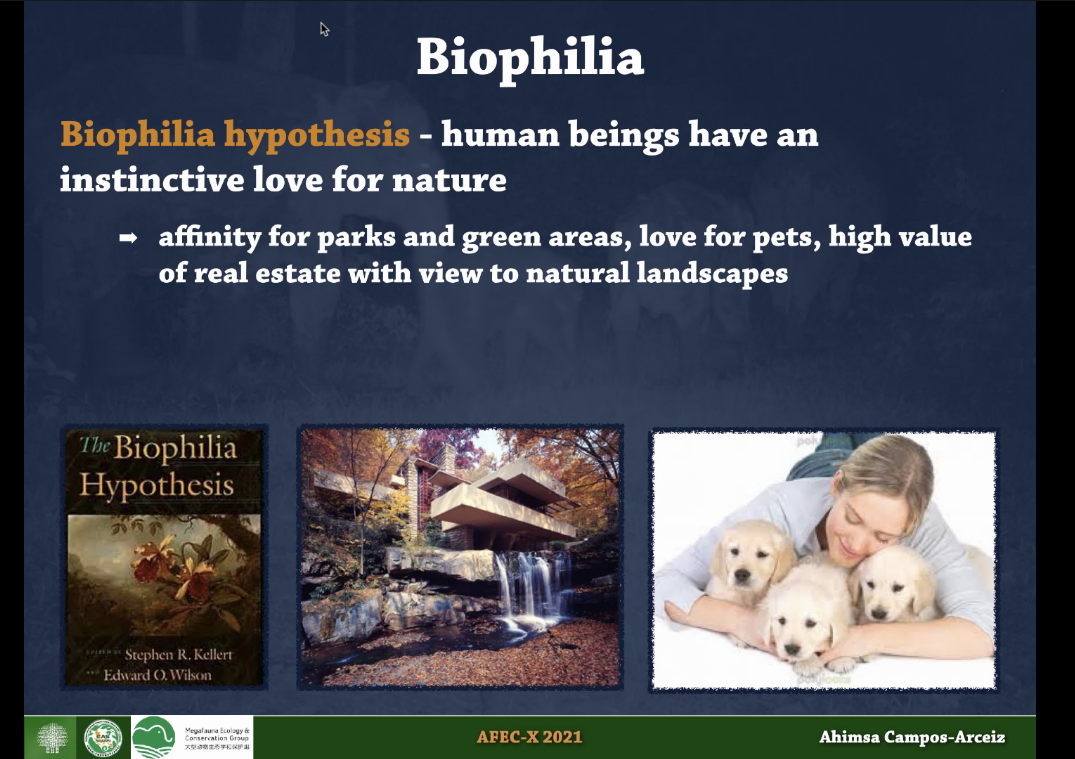 Biophilia
Biophilia hypothesis - human beings have an
instinctive love for nature
➡ affinity for parks and green areas, love for pets, high value
of real estate with view to natural landscapes
The Biophilia
Hypothesis
Stephen R. Kellert
AND
Edward O. Wilson
Megafauna Ecology &
Conservation Group
AFEC-X 2021
Ahimsa Campos-Arceiz